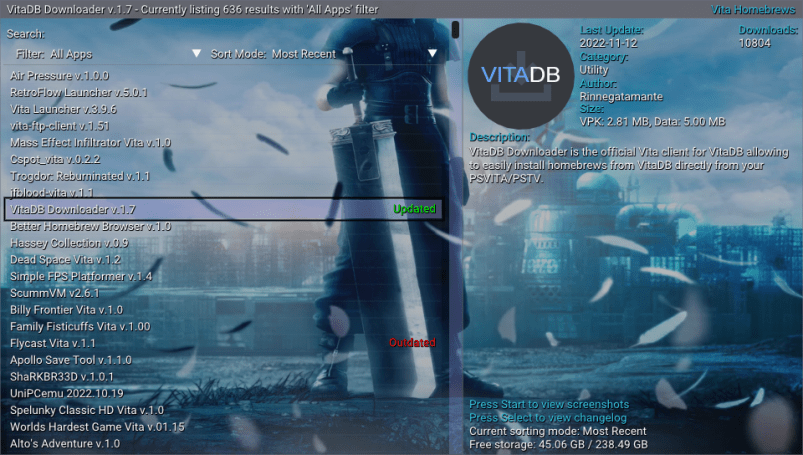 VitaDB Downloader v.1.7 - Currently listing 636 results with 'All Apps' filter
Vita Homebrews
Search:
Filter: All Apps
Sort Mode: Most Recent
Air Pressure v.1.0.0
RetroFlow Launcher v.5.0.1
Vita Launcher v.3.9.6
vita-ftp-client v.1.51
Mass Effect Infiltrator Vita v.1.0
Cspot_vita v.0.2.2
Trogdor: Reburninated v.1.1
ifblood-vita v.1.1
VitaDB Downloader v.1.7 Updated
Better Homebrew Browser v.1.0
Hassey Collection v.0.9
Dead Space Vita v.1.2
Simple FPS Platformer v.1.4
ScummVM v2.6.1
Billy Frontier Vita v.1.0
Family Fisticuffs Vita v.1.00
Flycast Vita v.1.1 Outdated
Apollo Save Tool v.1.1.0
ShaRKBR33D v.1.0.1
UniPCemu 2022.10.19
Spelunky Classic HD Vita v.1.0
Worlds Hardest Game Vita v.01.15
Alto's Adventure v.1.0
VITADB
Last Update:
2022-11-12
Category:
Utility
Author:
Rinnegatamante
Size:
VPK: 2.81 MB, Data: 5.00 MB
Downloads:
10804
Description:
VitaDB Downloader is the official Vita client for VitaDB allowing
to easily install homebrews from VitaDB directly from your
PSVITA/PSTV.
Press Start to view screenshots
Press Select to view changelog
Current sorting mode: Most Recent
Free storage: 45.06 GB / 238.49 GB